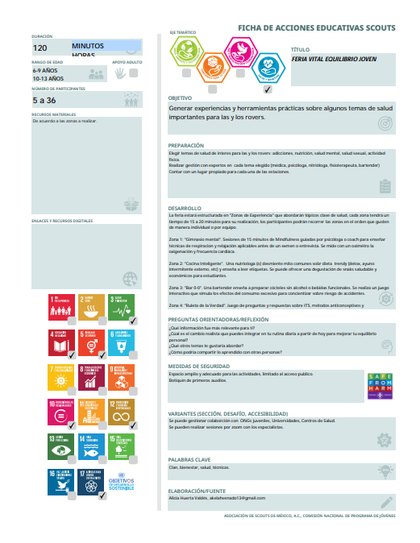 FICHA DE ACCIONES EDUCATIVAS SCOUTS
DURACIÓN
120 MINUTOS
HORAS
RANGO DE EDAD
APOYO ADULTO
6-9 AÑOS
10-13 AÑOS
NÚMERO DE PARTICIPANTES
5 a 36
RECURSOS MATERIALES
De acuerdo a las zonas a realizar.
ENLACES Y RECURSOS DIGITALES
EJE TEMÁTICO
TÍTULO
FERIA VITAL EQUILIBRIO JOVEN
OBJETIVO
Generar experiencias y herramientas prácticas sobre algunos temas de salud
importantes para las y los rovers.
PREPARACIÓN
Elegir temas de salud de interés para las y los rovers: adicciones, nutrición, salud mental, salud sexual, actividad
física.
Realizar gestión con expertos en cada tema elegido (médico, psicóloga, nutrióloga, fisioterapeuta, bartender)
Contar con un lugar propiado para cada una de las estaciones.
DESARROLLO
La feria estará estructurada en "Zonas de Experiencia" que abordarán tópicos clave de salud, cada zona tendrá un
tiempo de 15 a 20 minutos para su realización, los participantes podrán recorrer las zonas en el orden que gusten
de manera individual o por equipo.
Zona 1: "Gimnasio mental". Sesiones de 15 minutos de Mindfulness guiadas por psicóloga o coach para enseñar
técnicas de respiración y relajación aplicables antes de un examen o entrevista. Se mide con un oxímetro la
oxigenación y frecuencia cardíaca.
Zona 2: "Cocina Inteligente" Una nutrióloga (o) desmiente mito comunes sobre dieta trendy (detox, ayuno
intermitente externo, etc) y enseña a leer etiquetas. Se puede ofrecer una degustación de snats saludables y
económicos para estudiantes.
Zona 3: "Bar 0-0". Una bartender enseña a preparar cócteles sin alcohol o bebidas funcionales. Se realiza un juego
interactivo que simula los efectos del consumo excesivo para concientizar sobre riesgo de accidentes.
Zona 4: "Ruleta de la Verdad". Juego de preguntas y respuestas sobre ITS, métodos anticonceptivos y
PREGUNTAS ORIENTADORAS/REFLEXIÓN
¿Qué información fue más relevante para ti?
¿Cuál es el cambio realista que puedes integrar en tu rutina diaria a partir de hoy para mejorar tu equilibrio
personal?
¿Qué otros temas te gustaría abordar?
¿Cómo podría compartir lo aprendido con otras personas?
MEDIDAS DE SEGURIDAD
Espacio amplio y adecuado para las actividades, limitado al acceso publico.
Botiquín de primeros auxilios.
SAFE
FROM
HARM
VARIANTES (SECCIÓN, DESAFÍO, ACCESIBILIDAD)
Se puede gestionar colaboración con ONGs juveniles, Universidades, Centros de Salud.
Se pueden realizar sesiones por zoom con los especialistas.
PALABRAS CLAVE
Clan, bienestar, salud, técnicas
ELABORACIÓN/FUENTE
ASOCIACIÓN DE SCOUTS DE MÉXICO, A.C., COMISIÓN NACIONAL DE PROGRAMA DE JÓVENES